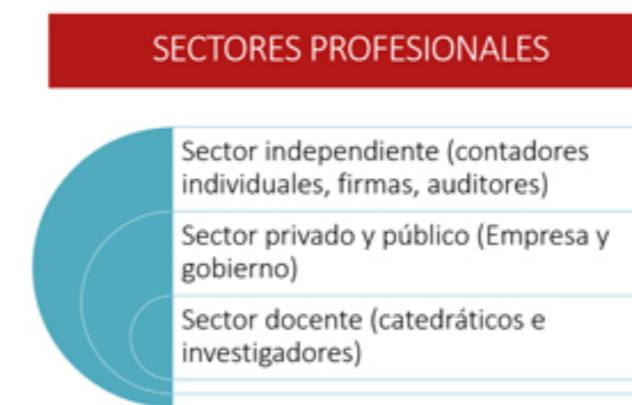 SECTORES PROFESIONALES
Sector independiente (contadores
individuales, firmas, auditores)
Sector privado y público (Empresa y
gobierno)
Sector docente (catedráticos e
investigadores)